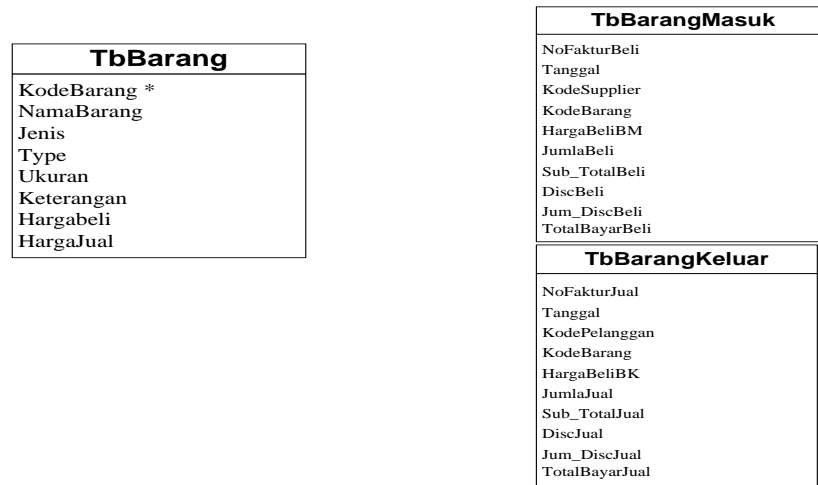 TbBarang
KodeBarang *
NamaBarang
Jenis
Type
Ukuran
Keterangan
Hargabeli
HargaJual
TbBarangMasuk
NoFakturBeli
Tanggal
KodeSupplier
KodeBarang
HargaBeliBM
JumlaBeli
Sub_TotalBeli
DiscBeli
Jum_DiscBeli
TotalBayarBeli
TbBarangKeluar
NoFakturJual
Tanggal
KodePelanggan
KodeBarang
HargaBeliBK
JumlaJual
Sub_TotalJual
DiscJual
Jum_DiscJual
TotalBayarJual